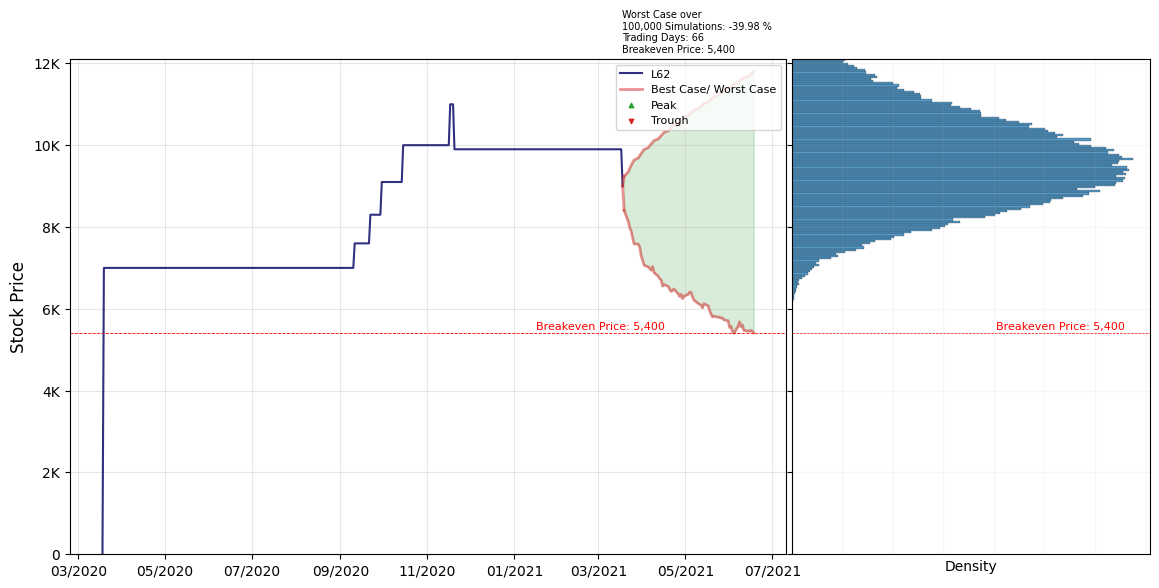 Worst Case over
100,000 Simulations: -39.98 %
Trading Days: 66
Breakeven Price: 5,400
12K
10K
8K
6K
4K
2K
0
Stock Price
L62
Best Case/ Worst Case
Peak
Trough
Breakeven Price: 5,400
Breakeven Price: 5,400
03/2020
05/2020
07/2020
09/2020
11/2020
01/2021
03/2021
05/2021
07/2021
Density